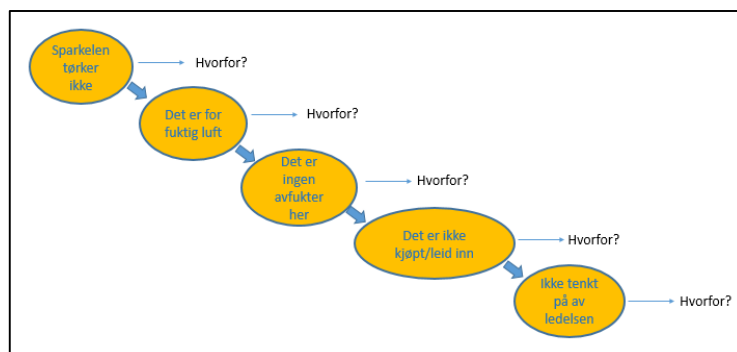 Sparkelen
tørker
ikke
Hvorfor?
Det er for
fuktig luft
Hvorfor?
Det er
ingen
avfukter
her
Hvorfor?
Det er ikke
kjøpt/leid inn
Hvorfor?
Ikke tenkt
på av
ledelsen
Hvorfor?